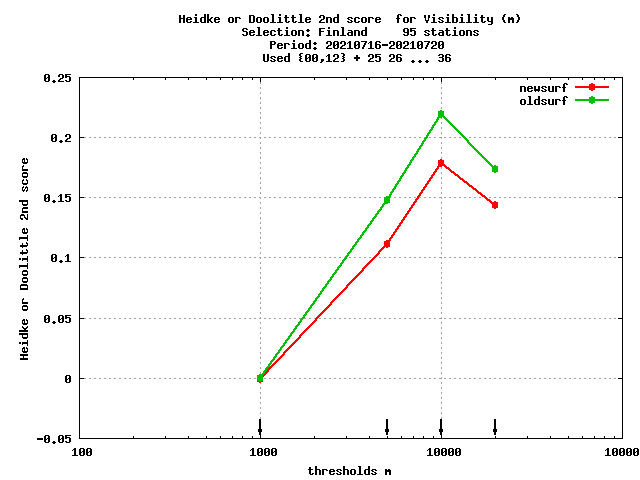 Heidke or Doolittle 2nd score  for Visibility (m)
Selection: Finland     95 stations
Period: 20210716-20210720
Used {00,12} + 25 26 ... 36
newsurf
oldsurf
Heidke or Doolittle 2nd score
0.25
0.2
0.15
0.1
0.05
0
-0.05
100
1000
10000
10000
thresholds m